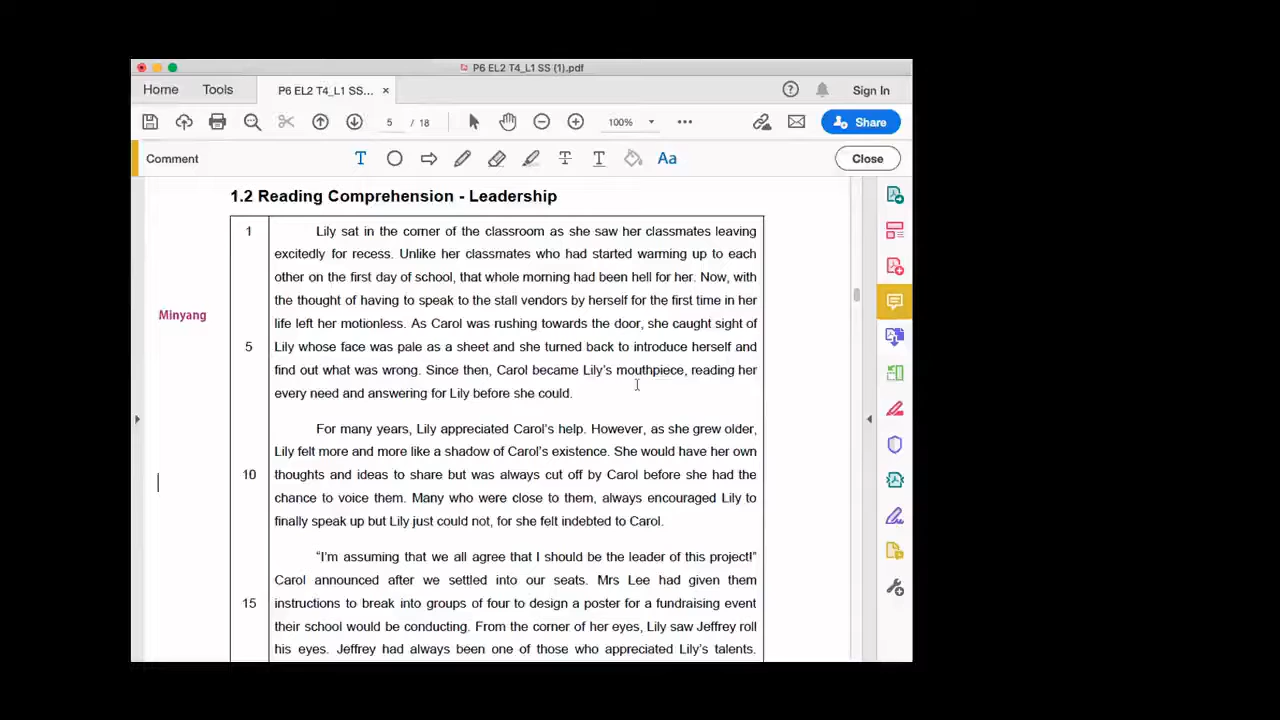 P6 EL2 T4_L1 SS (1).pdf
Home
Tools
P6 EL2 T4_L1 SS...
×
Sign In
5 / 18
100%
Share
Comment
Aa
Close
1.2 Reading Comprehension - Leadership
1 Lily sat in the corner of the classroom as she saw her classmates leaving
excitedly for recess. Unlike her classmates who had started warming up to each
other on the first day of school, that whole morning had been hell for her. Now, with
the thought of having to speak to the stall vendors by herself for the first time in her
Minyang
life left her motionless. As Carol was rushing towards the door, she caught sight of
5 Lily whose face was pale as a sheet and she turned back to introduce herself and
find out what was wrong. Since then, Carol became Lily's mouthpiece, reading her
every need and answering for Lily before she could.
For many years, Lily appreciated Carol's help. However, as she grew older,
Lily felt more and more like a shadow of Carol's existence. She would have her own
10 thoughts and ideas to share but was always cut off by Carol before she had the
chance to voice them. Many who were close to them, always encouraged Lily to
finally speak up but Lily just could not, for she felt indebted to Carol.
"I'm assuming that we all agree that I should be the leader of this project!"
Carol announced after we settled into our seats. Mrs Lee had given them
15 instructions to break into groups of four to design a poster for a fundraising event
their school would be conducting. From the corner of her eyes, Lily saw Jeffrey roll
his eyes. Jeffrey had always been one of those who appreciated Lily's talents.